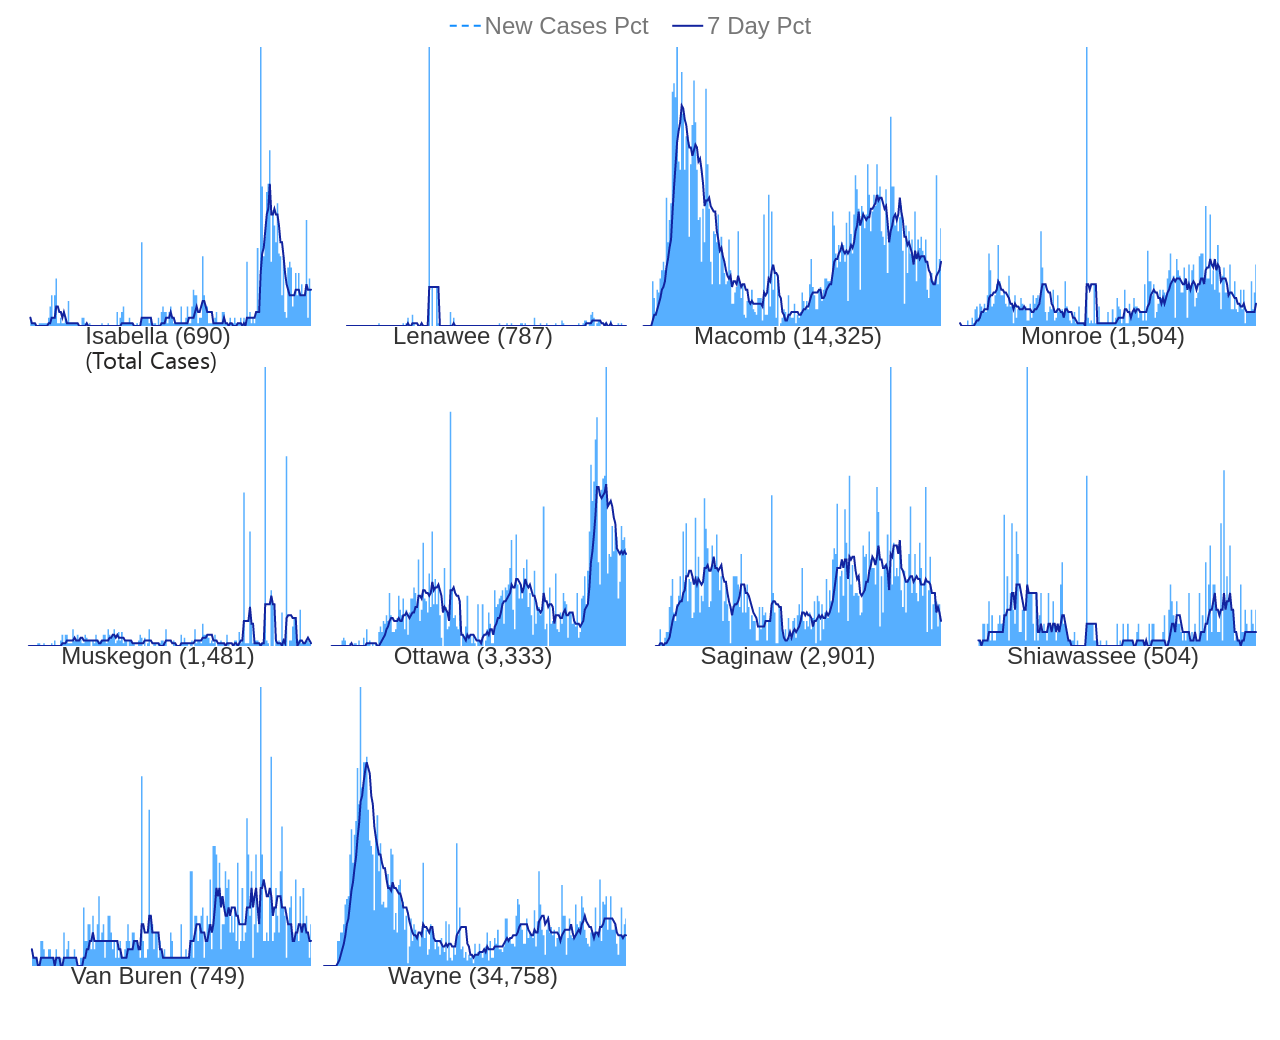 New Cases Pct 7 Day Pct
Isabella (690)
(Total Cases)
Lenawee (787)
Macomb (14,325)
Monroe (1,504)
Muskegon (1,481)
Ottawa (3,333)
Saginaw (2,901)
Shiawassee (504)
Van Buren (749)
Wayne (34,758)